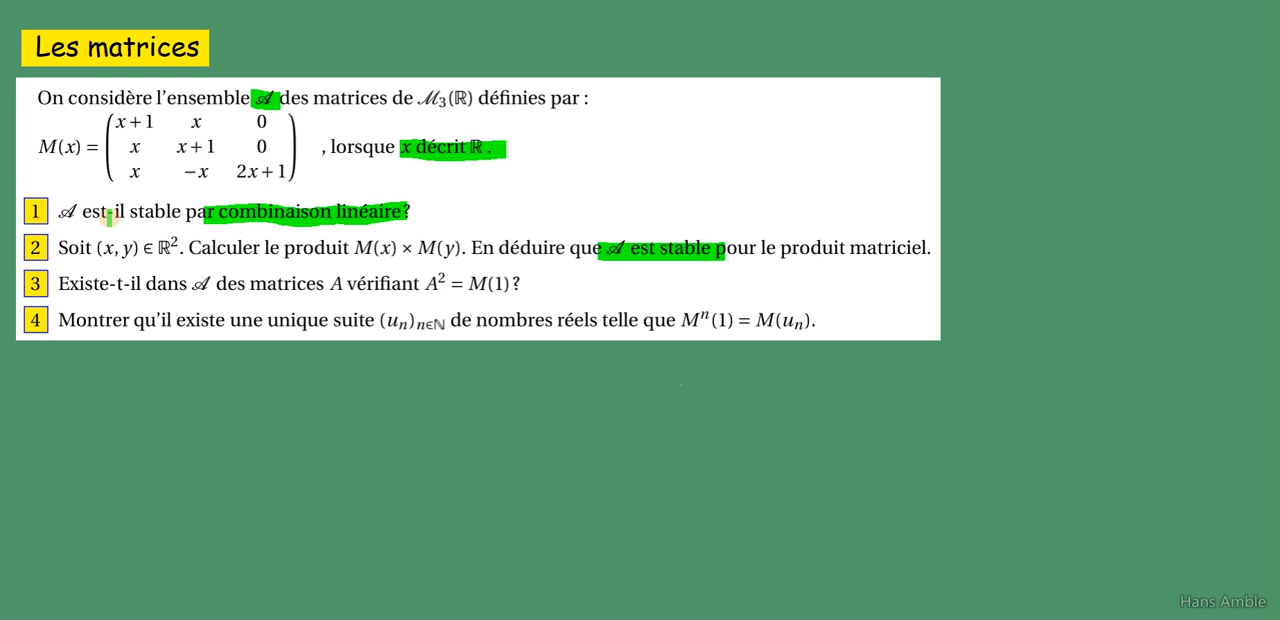 Les matrices
On considère l'ensemble 𝒜 des matrices de ℳ₃(ℝ) définies par :
M(x) = ( x+1 x 0
x x+1 0
x −x 2x+1 ) , lorsque x décrit ℝ.
1 𝒜 est-il stable par combinaison linéaire ?
2 Soit (x, y) ∈ ℝ². Calculer le produit M(x) × M(y). En déduire que 𝒜 est stable pour le produit matriciel.
3 Existe-t-il dans 𝒜 des matrices A vérifiant A² = M(1) ?
4 Montrer qu'il existe une unique suite (uₙ)ₙ∈ℕ de nombres réels telle que Mⁿ(1) = M(uₙ).
Hans Amble